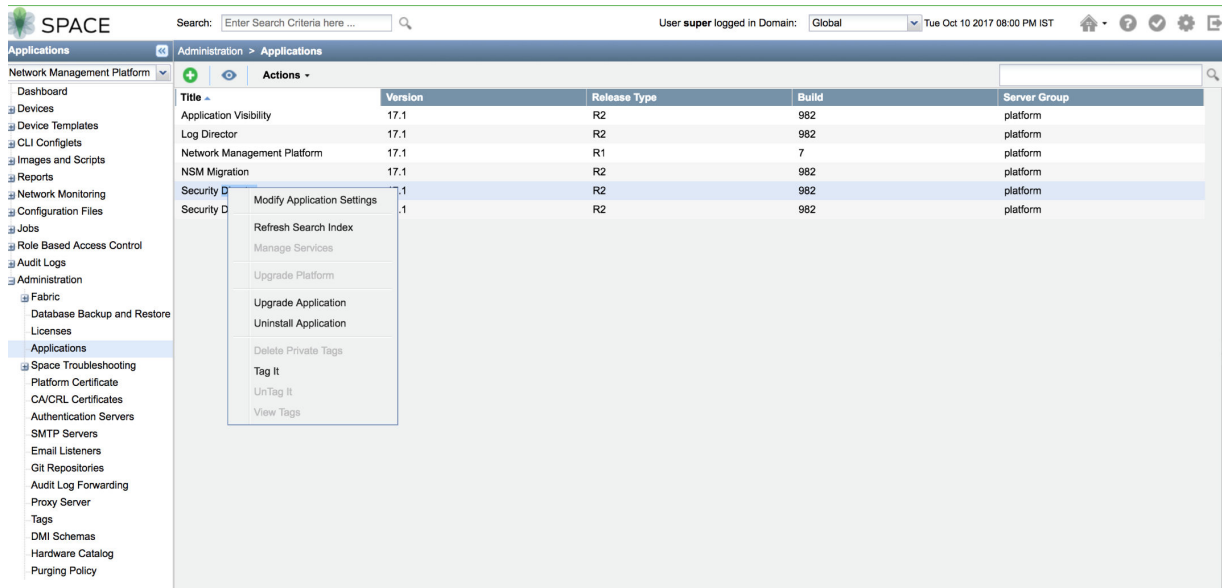 SPACE
Search: Enter Search Criteria here ...
User super logged in Domain: Global Tue Oct 10 2017 08:00 PM IST
Applications
Administration > Applications
Network Management Platform
Actions
Dashboard
Devices
Device Templates
CLI Configlets
Images and Scripts
Reports
Network Monitoring
Configuration Files
Jobs
Role Based Access Control
Audit Logs
Administration
Fabric
Database Backup and Restore
Licenses
Applications
Space Troubleshooting
Platform Certificate
CA/CRL Certificates
Authentication Servers
SMTP Servers
Email Listeners
Git Repositories
Audit Log Forwarding
Proxy Server
Tags
DMI Schemas
Hardware Catalog
Purging Policy
Title Version Release Type Build Server Group
Application Visibility 17.1 R2 982 platform
Log Director 17.1 R2 982 platform
Network Management Platform 17.1 R1 7 platform
NSM Migration 17.1 R2 982 platform
Security D .1 R2 982 platform
Security D .1 R2 982 platform
Modify Application Settings
Refresh Search Index
Manage Services
Upgrade Platform
Upgrade Application
Uninstall Application
Delete Private Tags
Tag It
UnTag It
View Tags